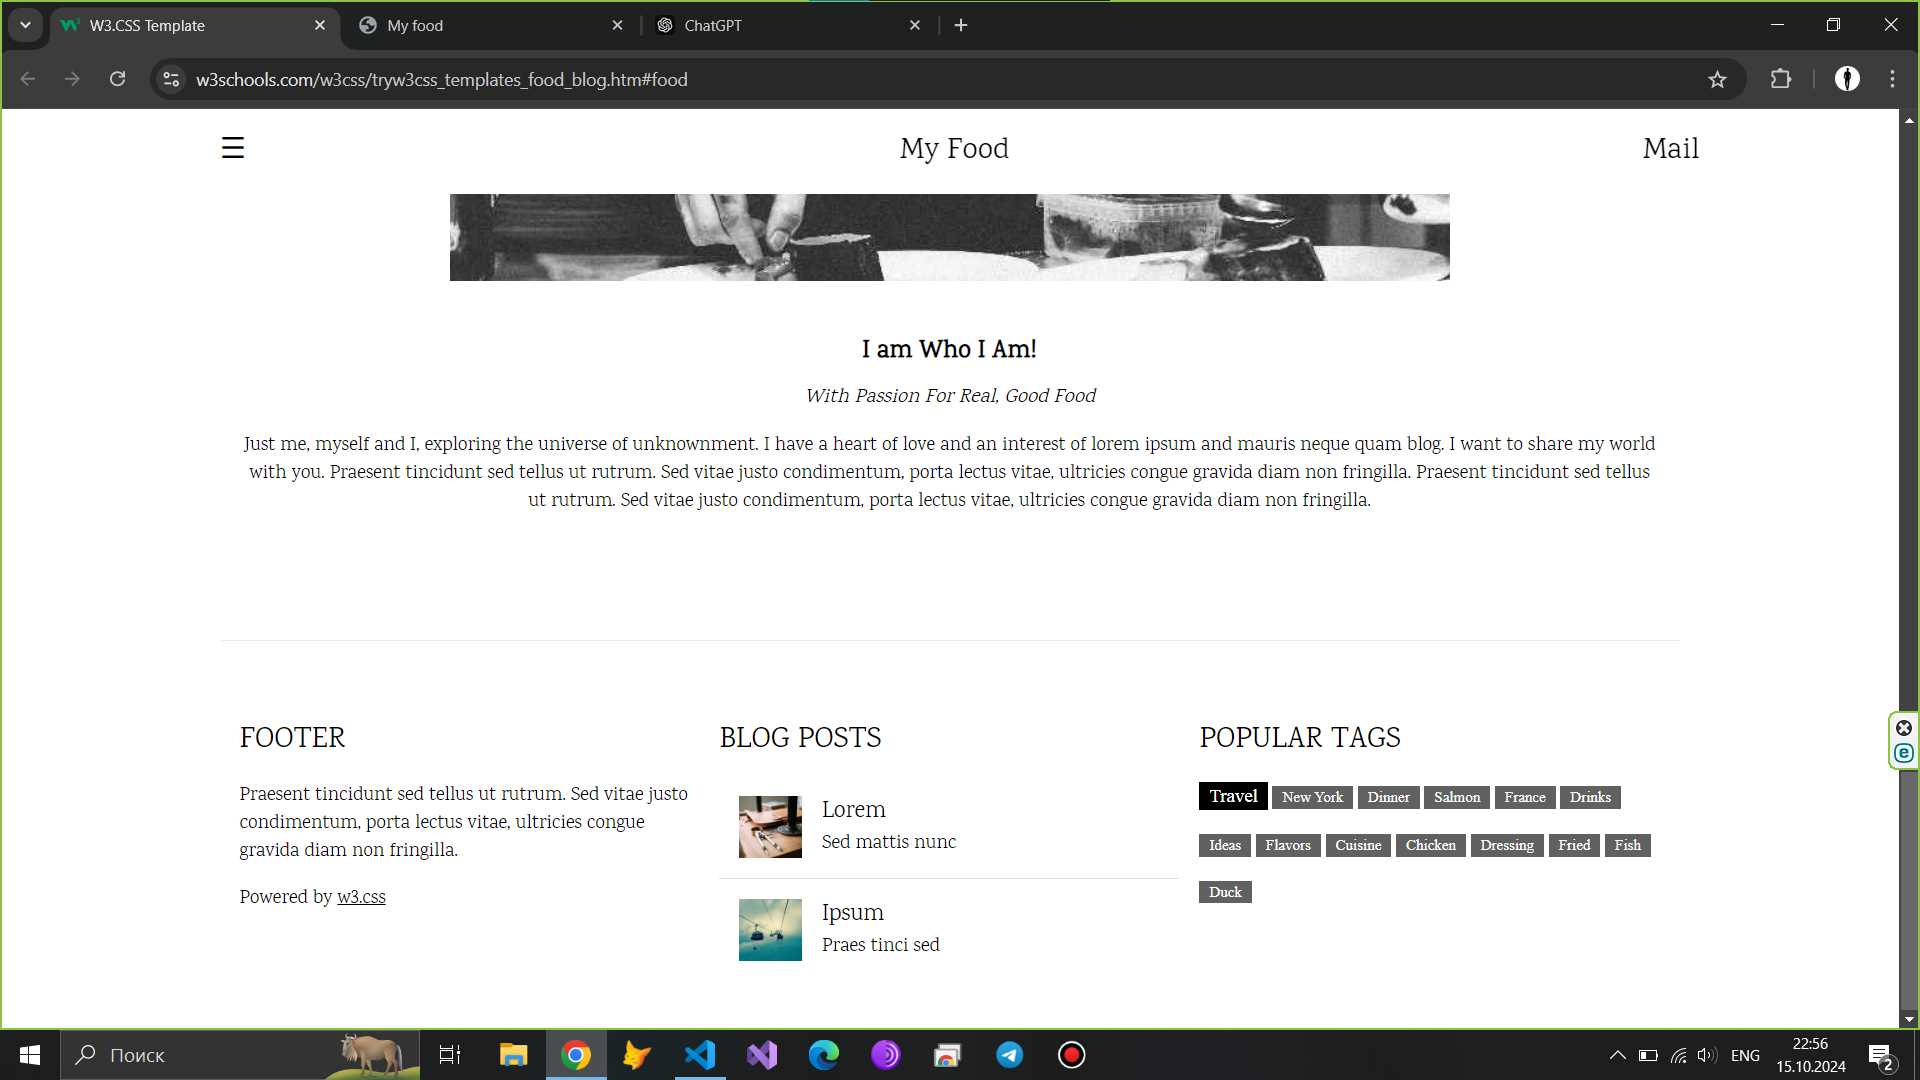 W3.CSS Template
My food
ChatGPT
w3schools.com/w3css/tryw3css_templates_food_blog.htm#food
My Food
Mail
I am Who I Am!
With Passion For Real, Good Food
Just me, myself and I, exploring the universe of unknownment. I have a heart of love and an interest of lorem ipsum and mauris neque quam blog. I want to share my world
with you. Praesent tincidunt sed tellus ut rutrum. Sed vitae justo condimentum, porta lectus vitae, ultricies congue gravida diam non fringilla. Praesent tincidunt sed tellus
ut rutrum. Sed vitae justo condimentum, porta lectus vitae, ultricies congue gravida diam non fringilla.
FOOTER
Praesent tincidunt sed tellus ut rutrum. Sed vitae justo
condimentum, porta lectus vitae, ultricies congue
gravida diam non fringilla.
Powered by w3.css
BLOG POSTS
Lorem
Sed mattis nunc
Ipsum
Praes tinci sed
POPULAR TAGS
Travel New York Dinner Salmon France Drinks
Ideas Flavors Cuisine Chicken Dressing Fried Fish
Duck
Поиск
ENG
22:56
15.10.2024
2